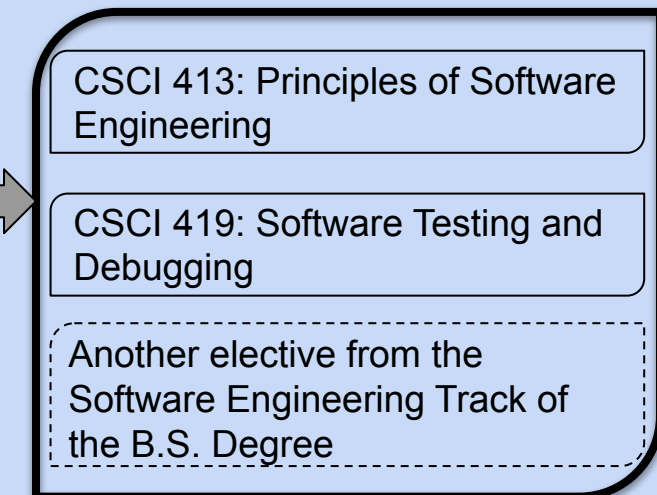 CSCI 413: Principles of Software
Engineering
CSCI 419: Software Testing and
Debugging
Another elective from the
Software Engineering Track of
the B.S. Degree